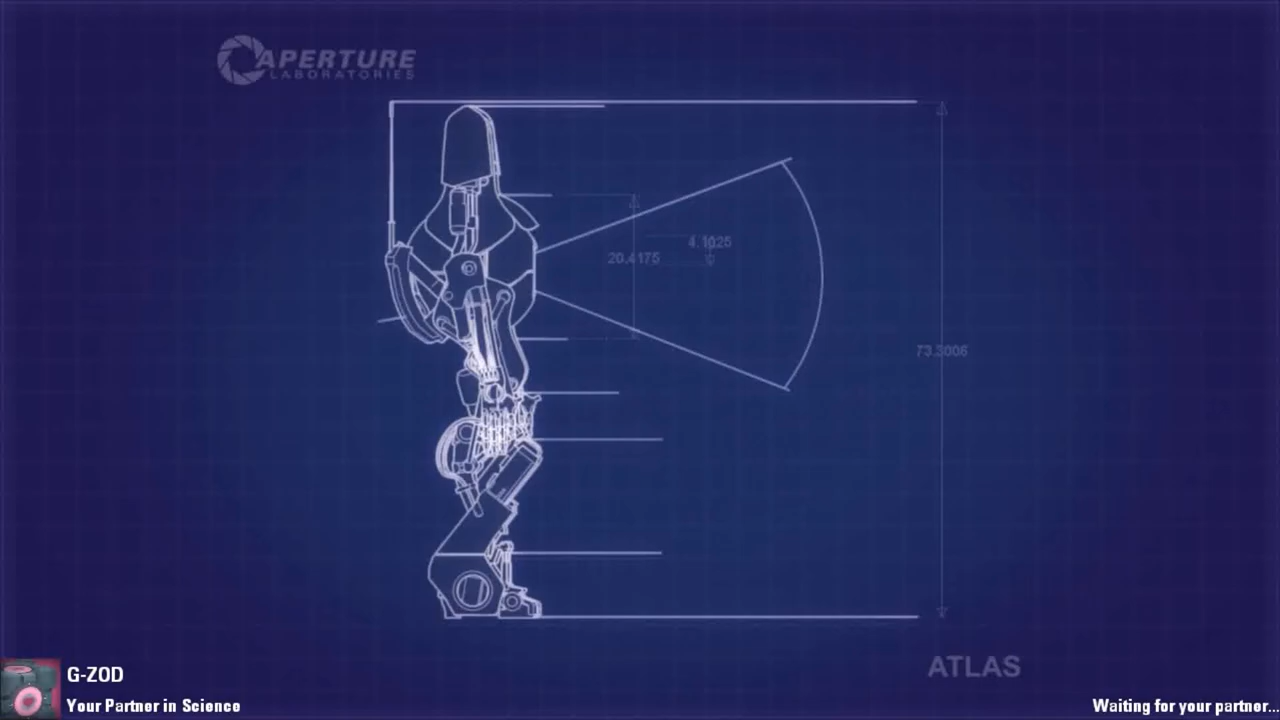 APERTURE
LABORATORIES
4.1025
20.4175
73.3006
ATLAS
G-ZOD
Your Partner in Science
Waiting for your partner...